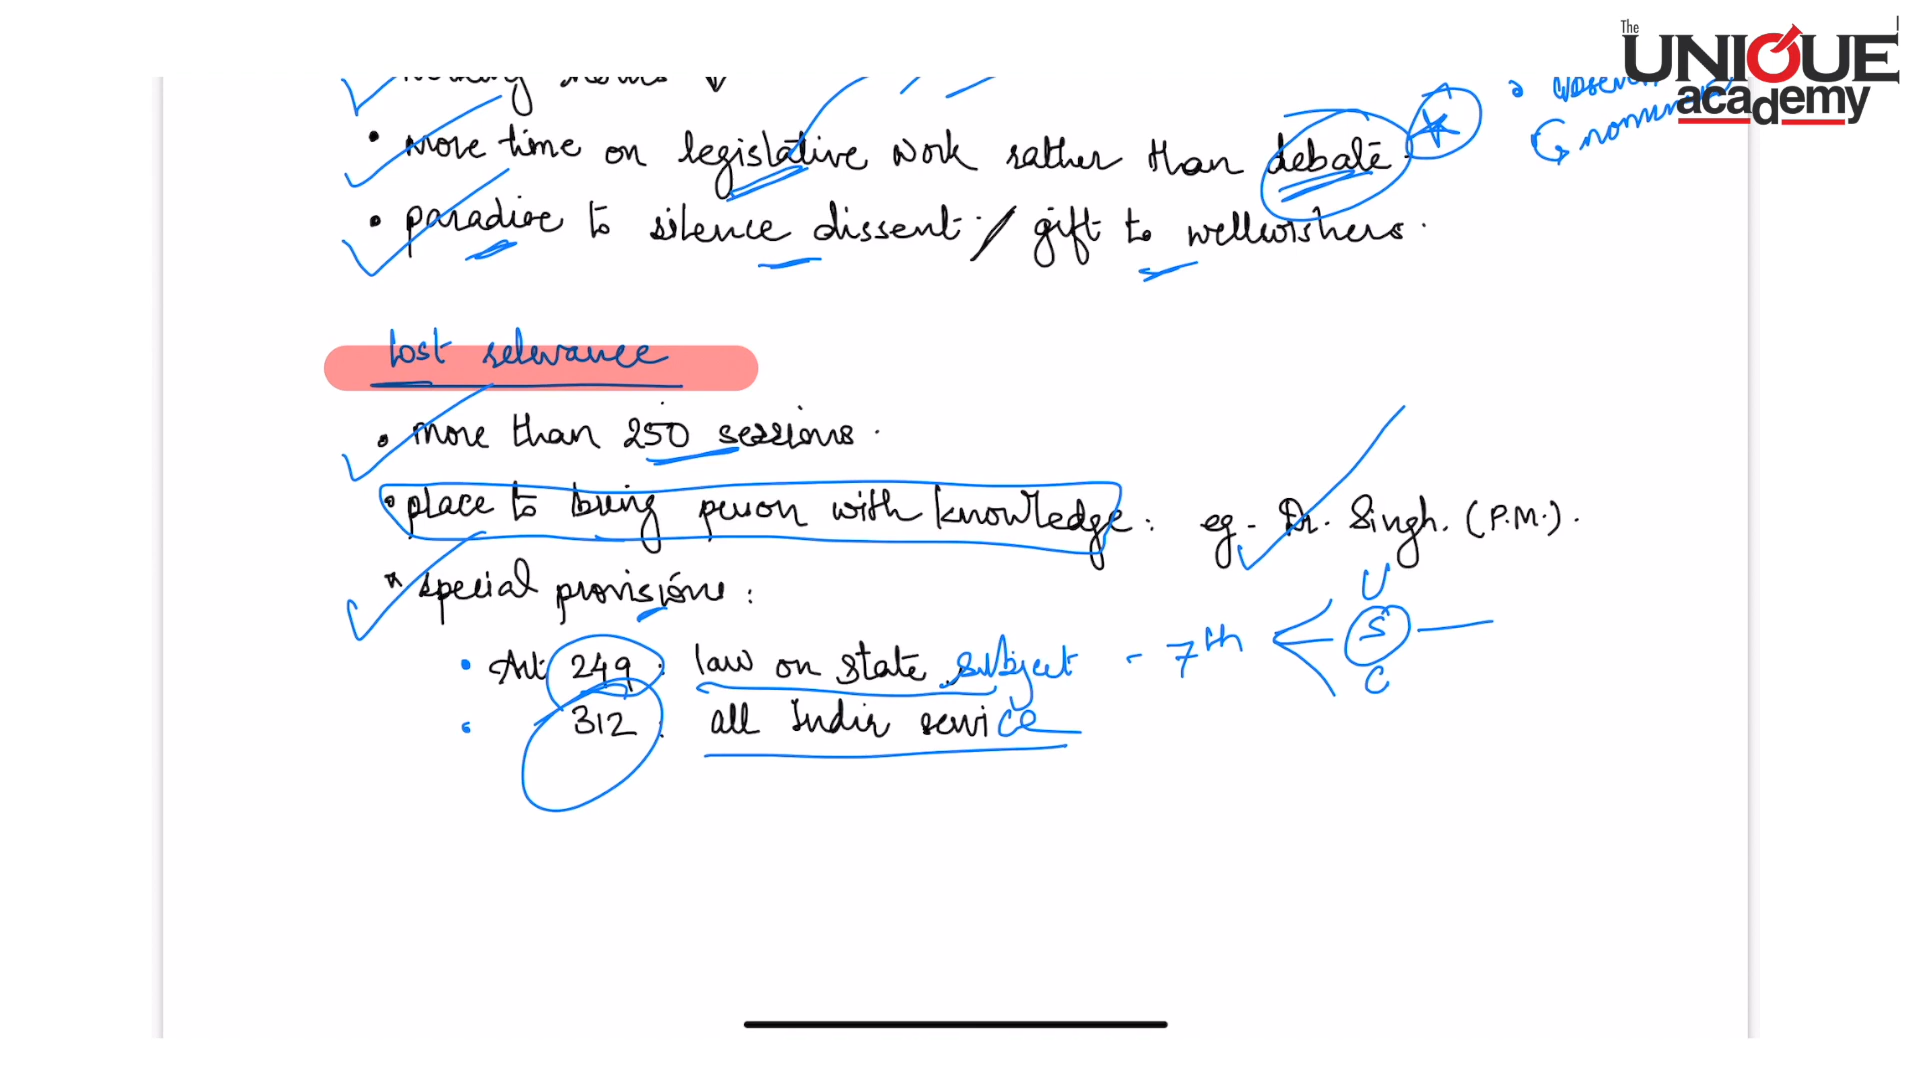 The
UNIQUE
academy
• more time on legislative work rather than debate.
• paradise to silence dissent / gift to wellwishers.
lost relevance
• more than 250 sessions.
• place to bring person with knowledge: eg - Dr. Singh. (P.M.).
* special provisions:
U
• Art 249: law on state subject - 7th S
C
• 312: all India service